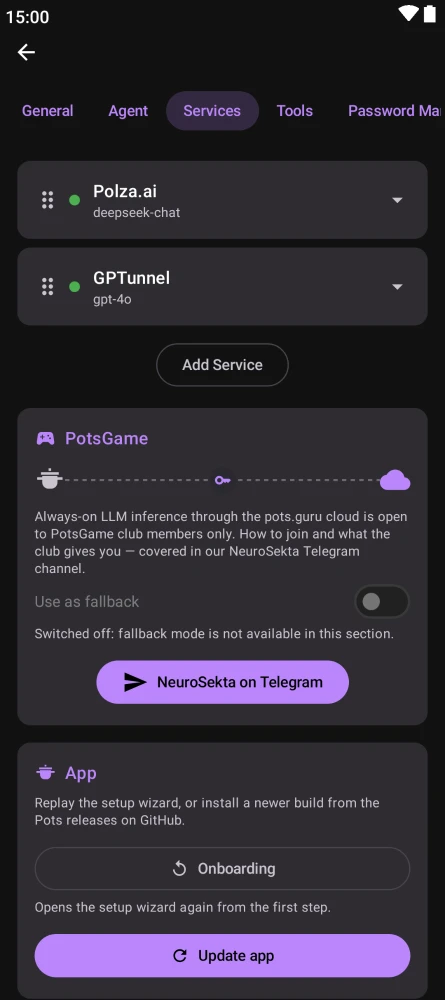 15:00
General Agent Services Tools Password Ma
Polza.ai
deepseek-chat
GPTunnel
gpt-4o
Add Service
PotsGame
Always-on LLM inference through the pots.guru cloud is open
to PotsGame club members only. How to join and what the
club gives you — covered in our NeuroSekta Telegram
channel.
Use as fallback
Switched off: fallback mode is not available in this section.
NeuroSekta on Telegram
App
Replay the setup wizard, or install a newer build from the
Pots releases on GitHub.
Onboarding
Opens the setup wizard again from the first step.
Update app